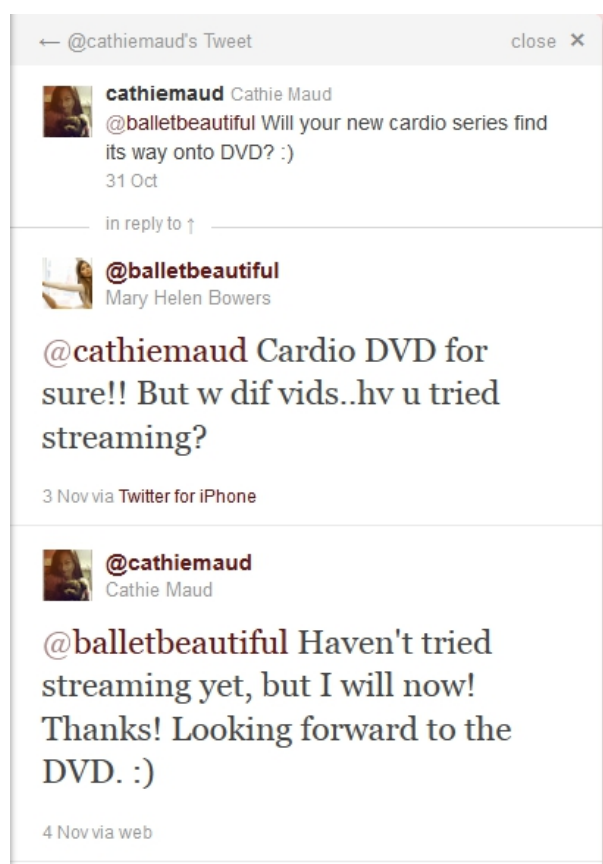 ← @cathiemaud's Tweet close ✕
cathiemaud Cathie Maud
@balletbeautiful Will your new cardio series find
its way onto DVD? :)
31 Oct
in reply to ↑
@balletbeautiful
Mary Helen Bowers
@cathiemaud Cardio DVD for
sure!! But w dif vids..hv u tried
streaming?
3 Nov via Twitter for iPhone
@cathiemaud
Cathie Maud
@balletbeautiful Haven't tried
streaming yet, but I will now!
Thanks! Looking forward to the
DVD. :)
4 Nov via web